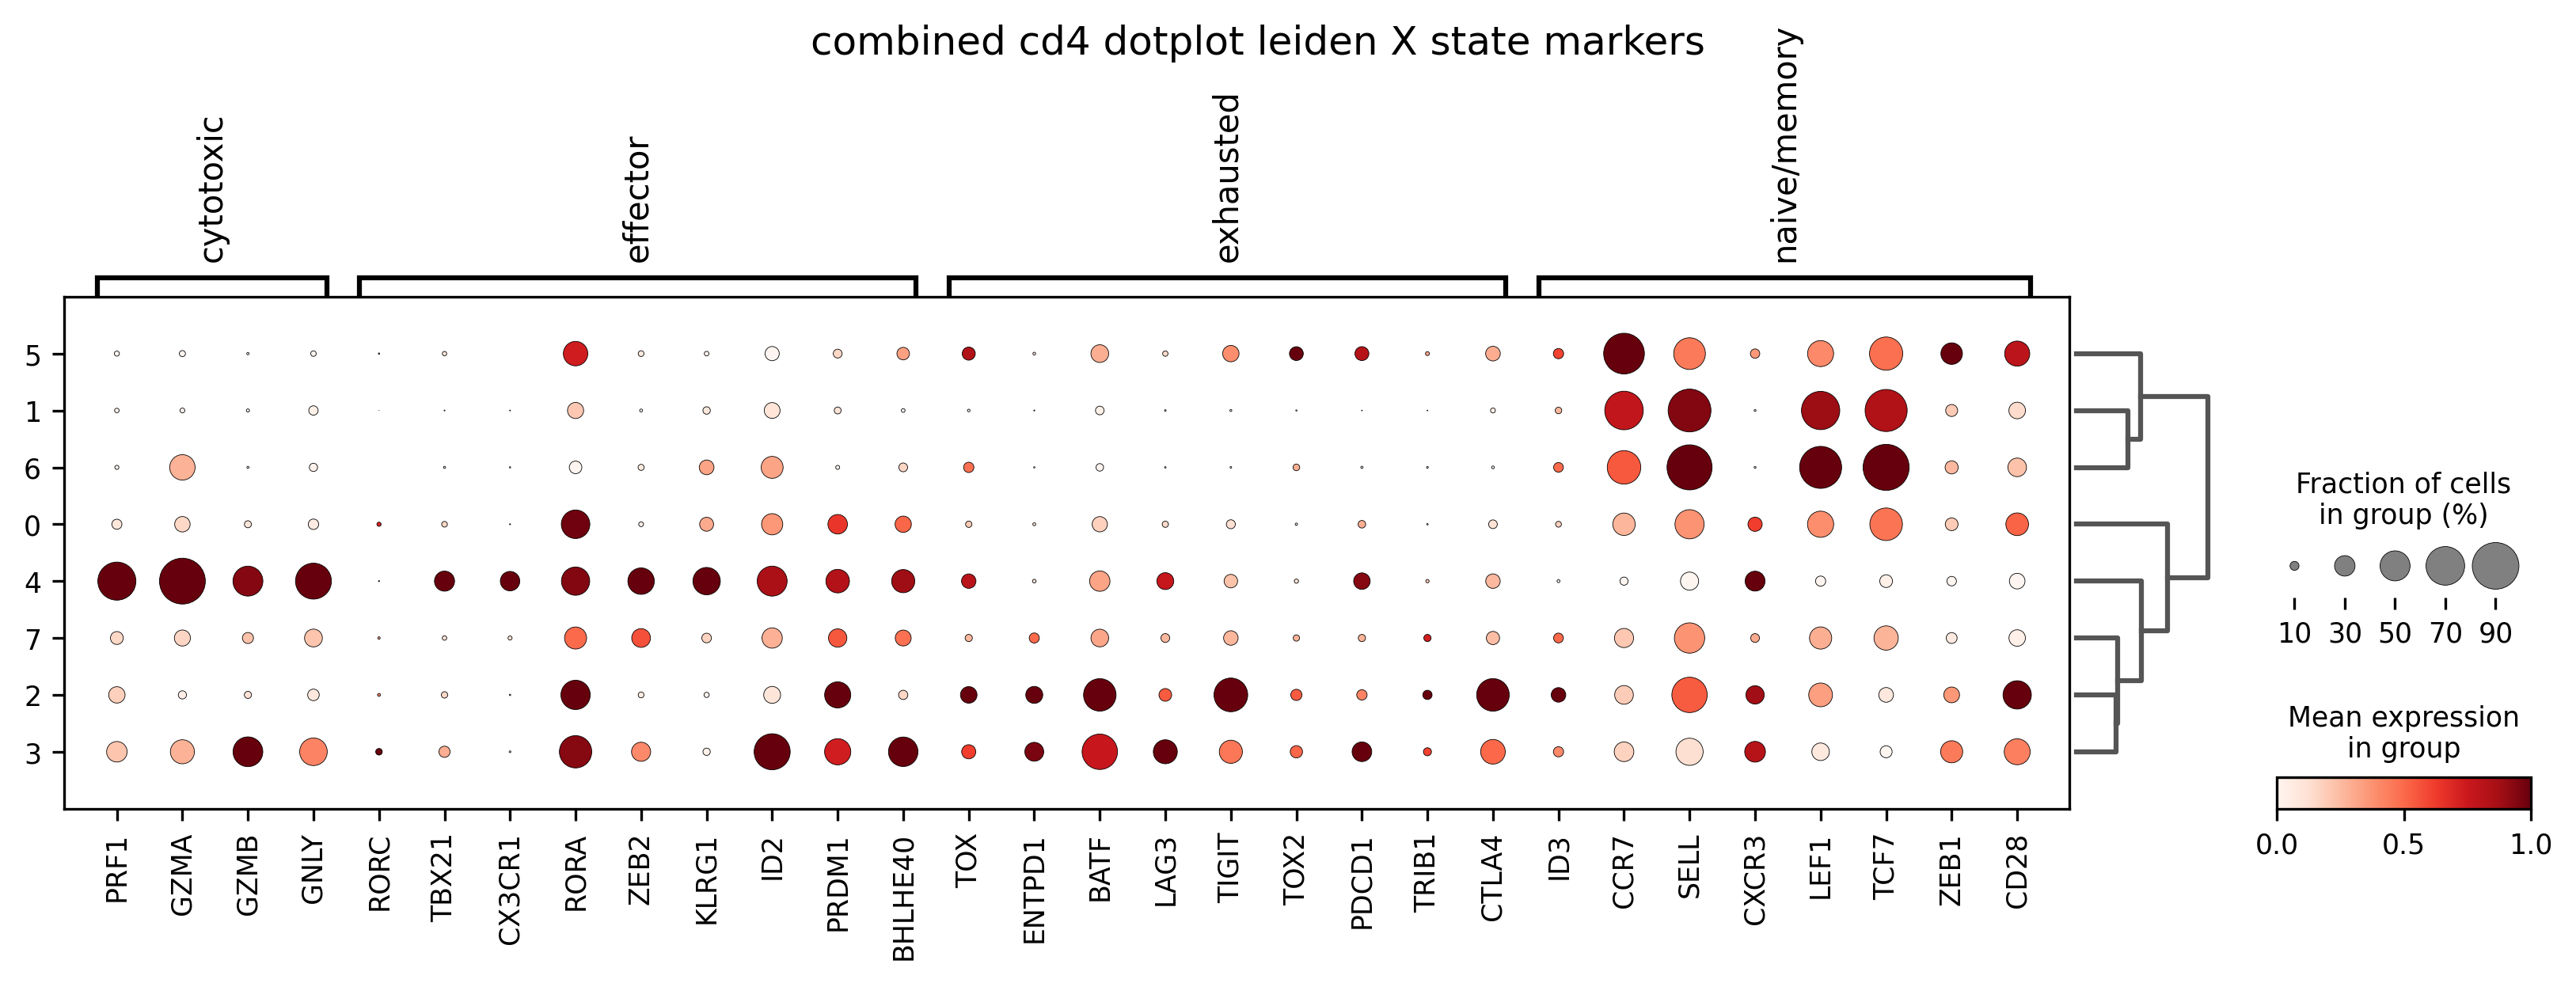 combined cd4 dotplot leiden X state markers
cytotoxic
effector
exhausted
naive/memory
5
1
6
0
4
7
2
3
PRF1
GZMA
GZMB
GNLY
RORC
TBX21
CX3CR1
RORA
ZEB2
KLRG1
ID2
PRDM1
BHLHE40
TOX
ENTPD1
BATF
LAG3
TIGIT
TOX2
PDCD1
TRIB1
CTLA4
ID3
CCR7
SELL
CXCR3
LEF1
TCF7
ZEB1
CD28
Fraction of cells
in group (%)
10 30 50 70 90
Mean expression
in group
0.0 0.5 1.0